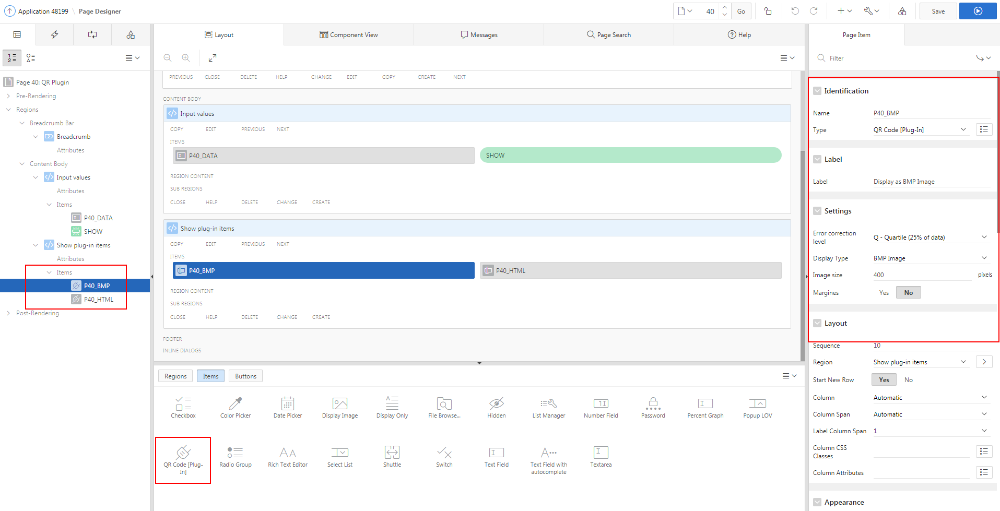 Application 48199 \ Page Designer
40
Go
Save
Layout
Component View
Messages
Page Search
Help
Page Item
Filter
Page 40: QR Plugin
Pre-Rendering
Regions
Breadcrumb Bar
Breadcrumb
Attributes
Content Body
Input values
Attributes
Items
P40_DATA
SHOW
Show plug-in items
Attributes
Items
P40_BMP
P40_HTML
Post-Rendering
PREVIOUS CLOSE DELETE HELP CHANGE EDIT COPY CREATE NEXT
CONTENT BODY
Input values
COPY EDIT PREVIOUS NEXT
ITEMS
P40_DATA SHOW
REGION CONTENT
SUB REGIONS
CLOSE HELP DELETE CHANGE CREATE
Show plug-in items
COPY EDIT PREVIOUS NEXT
ITEMS
P40_BMP P40_HTML
REGION CONTENT
SUB REGIONS
CLOSE HELP DELETE CHANGE CREATE
FOOTER
INLINE DIALOGS
Regions Items Buttons
Checkbox Color Picker Date Picker Display Image Display Only File Browse... Hidden List Manager Number Field Password Percent Graph Popup LOV
QR Code [Plug-
In]
Radio Group Rich Text Editor Select List Shuttle Switch Text Field
Text Field with
autocomplete
Textarea
Identification
Name P40_BMP
Type QR Code [Plug-In]
Label
Label Display as BMP Image
Settings
Error correction
level
Q - Quartile (25% of data)
Display Type BMP Image
Image size 400 pixels
Margines Yes No
Layout
Sequence 10
Region Show plug-in items
Start New Row Yes No
Column Automatic
Column Span Automatic
Label Column Span 1
Column CSS
Classes
Column Attributes
Appearance